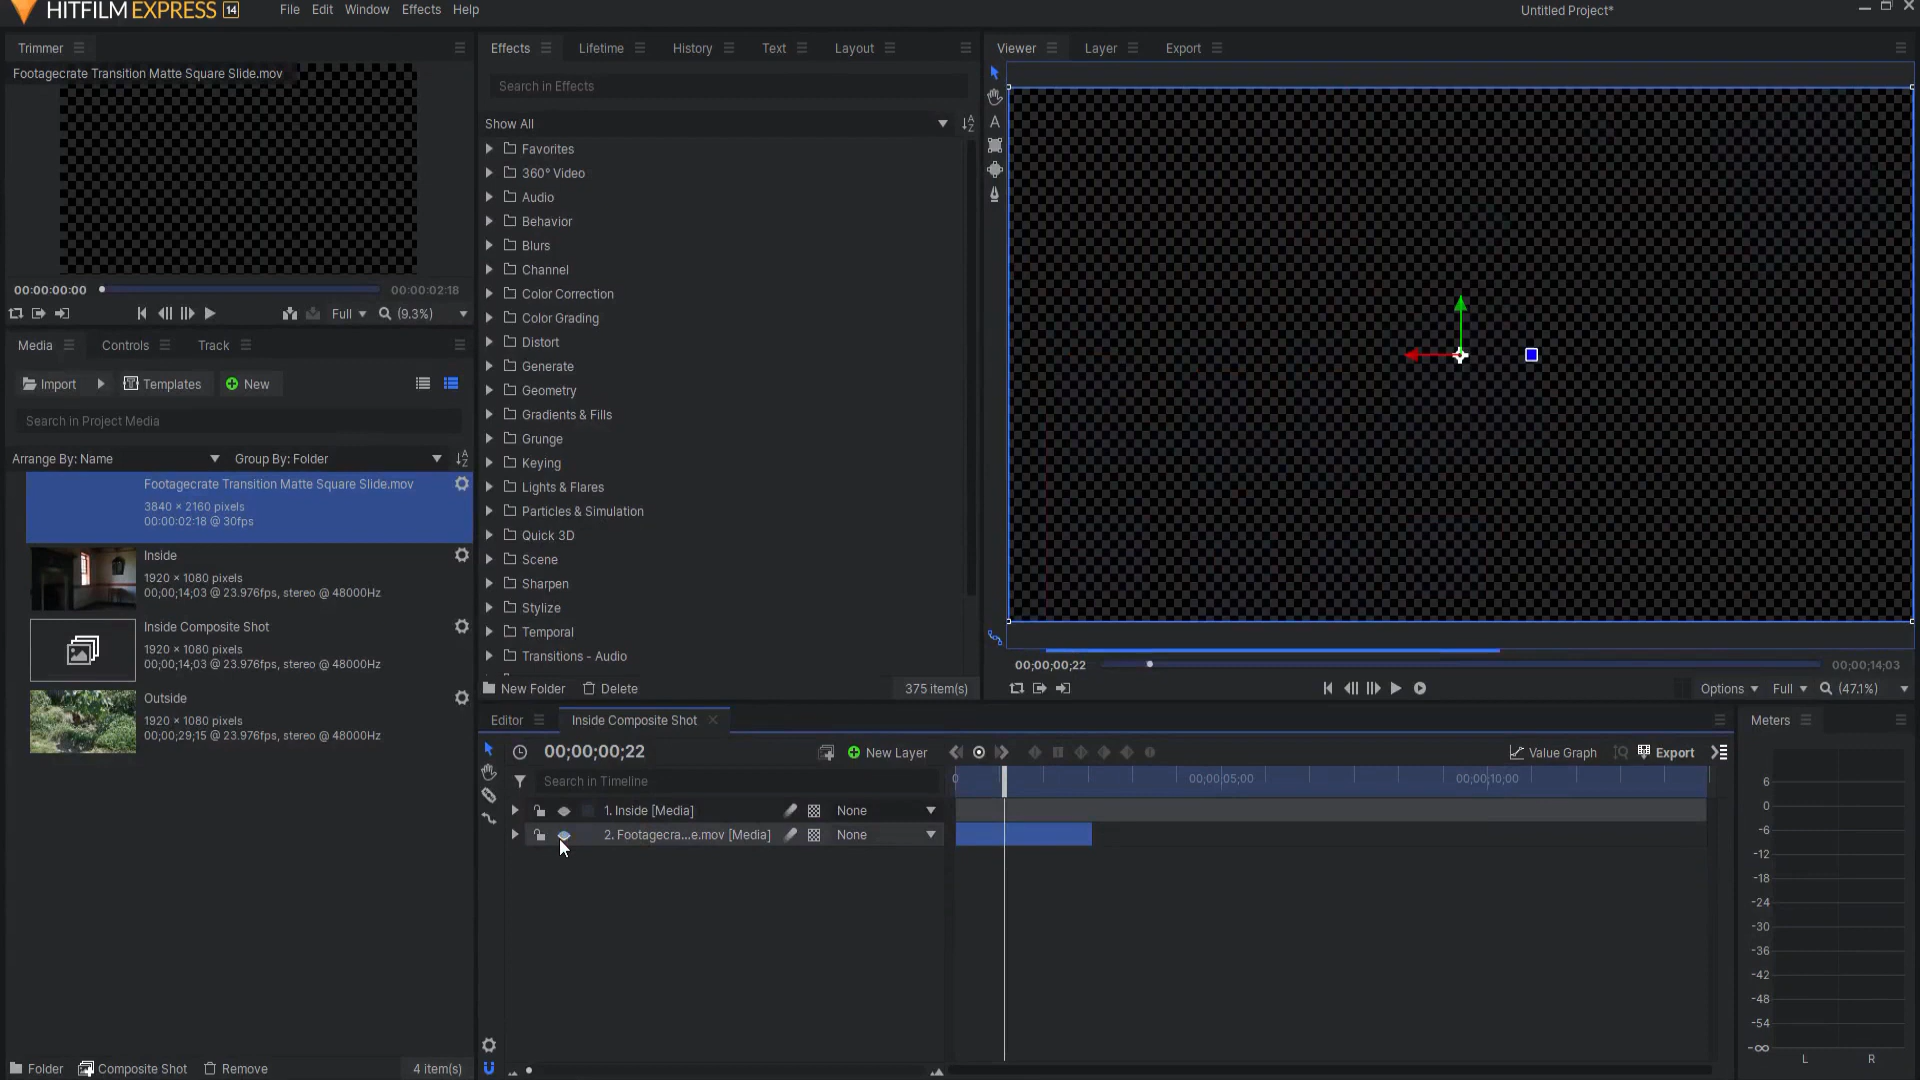 HITFILM EXPRESS 14
File Edit Window Effects Help
Untitled Project*
Trimmer
Footagecrate Transition Matte Square Slide.mov
00:00:00:00
00:00:02:18
Full (9.3%)
Media Controls Track
Import Templates New
Search in Project Media
Arrange By: Name Group By: Folder
Footagecrate Transition Matte Square Slide.mov
3840 × 2160 pixels
00:00:02:18 @ 30fps
Inside
1920 × 1080 pixels
00;00;14;03 @ 23.976fps, stereo @ 48000Hz
Inside Composite Shot
1920 × 1080 pixels
00;00;14;03 @ 23.976fps, stereo @ 48000Hz
Outside
1920 × 1080 pixels
00;00;29;15 @ 23.976fps, stereo @ 48000Hz
Folder Composite Shot Remove 4 item(s)
Effects Lifetime History Text Layout
Search in Effects
Show All
Favorites
360° Video
Audio
Behavior
Blurs
Channel
Color Correction
Color Grading
Distort
Generate
Geometry
Gradients & Fills
Grunge
Keying
Lights & Flares
Particles & Simulation
Quick 3D
Scene
Sharpen
Stylize
Temporal
Transitions - Audio
New Folder Delete 375 item(s)
Viewer Layer Export
00;00;00;22
00;00;14;03
Options Full (47.1%)
Editor Inside Composite Shot
00;00;00;22 New Layer Value Graph Export
Search in Timeline
0 00;00;05;00 00;00;10;00
1. Inside [Media] None
2. Footagecra...e.mov [Media] None
Meters
6
0
-6
-12
-18
-24
-30
-36
-42
-48
-54
-∞
L R